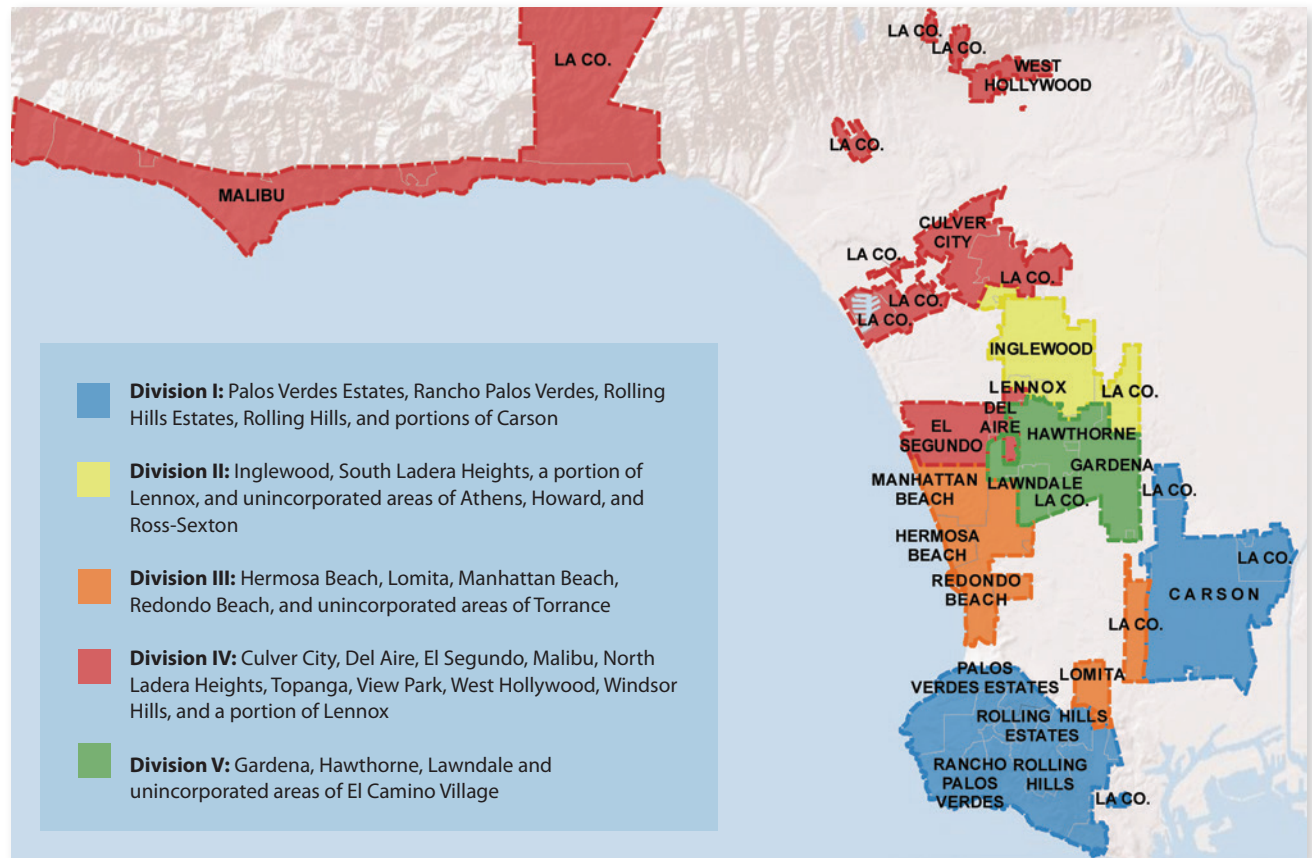 LA CO.
LA CO.
LA CO.
WEST
HOLLYWOOD
LA CO.
MALIBU
CULVER
CITY
LA CO.
LA CO.
LA CO.
LA CO.
INGLEWOOD
LENNOX
LA CO.
DEL
AIRE
EL
SEGUNDO
HAWTHORNE
GARDENA
MANHATTAN
BEACH
LAWNDALE
LA CO.
LA CO.
HERMOSA
BEACH
LA CO.
REDONDO
BEACH
CARSON
LA CO.
PALOS
VERDES ESTATES
LOMITA
ROLLING HILLS
ESTATES
RANCHO
PALOS
VERDES
ROLLING
HILLS
LA CO.
Division I: Palos Verdes Estates, Rancho Palos Verdes, Rolling
Hills Estates, Rolling Hills, and portions of Carson
Division II: Inglewood, South Ladera Heights, a portion of
Lennox, and unincorporated areas of Athens, Howard, and
Ross-Sexton
Division III: Hermosa Beach, Lomita, Manhattan Beach,
Redondo Beach, and unincorporated areas of Torrance
Division IV: Culver City, Del Aire, El Segundo, Malibu, North
Ladera Heights, Topanga, View Park, West Hollywood, Windsor
Hills, and a portion of Lennox
Division V: Gardena, Hawthorne, Lawndale and
unincorporated areas of El Camino Village